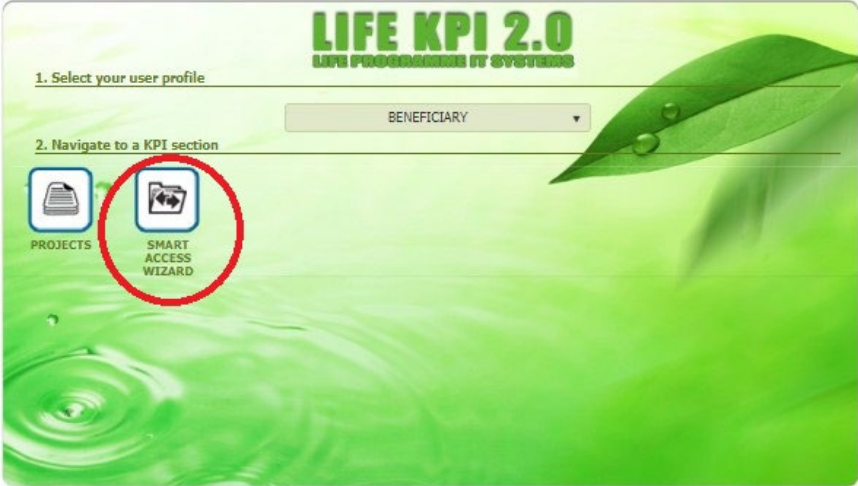 LIFE KPI 2.0
LIFE PROGRAMME IT SYSTEMS
1. Select your user profile
BENEFICIARY
2. Navigate to a KPI section
PROJECTS
SMART
ACCESS
WIZARD